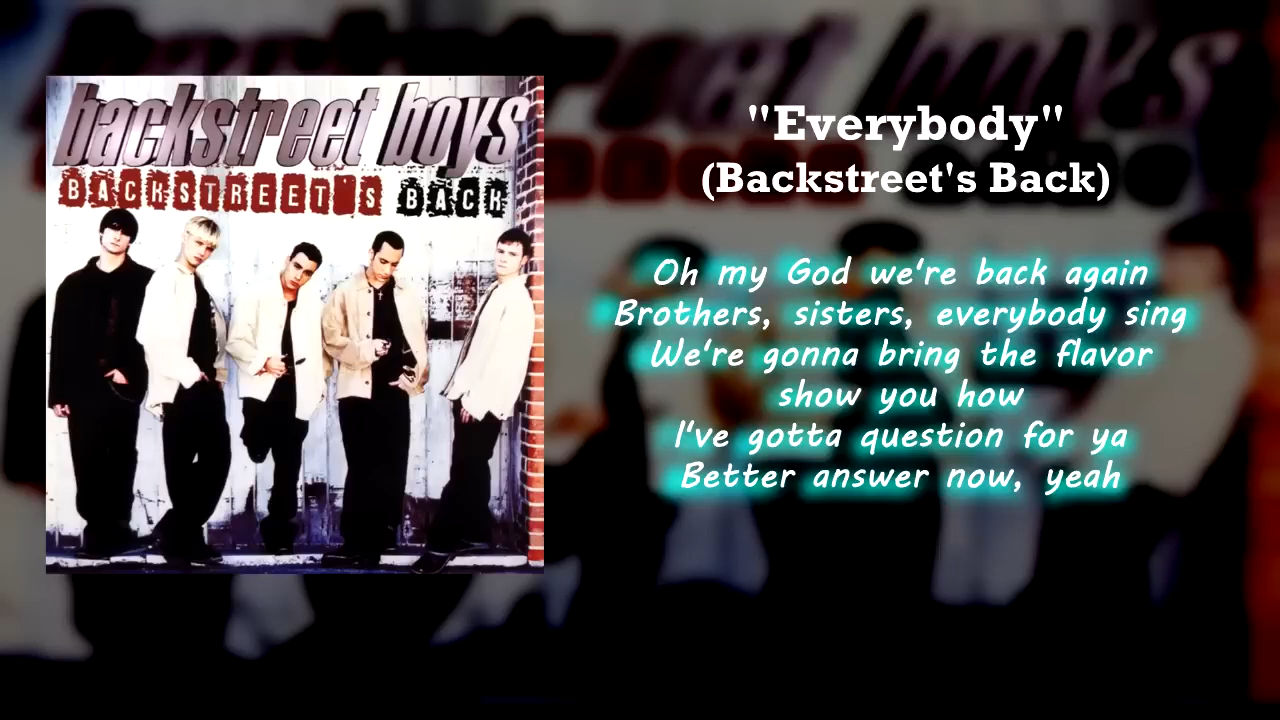 backstreet boys
BACKSTREET'S BACK
"Everybody"
(Backstreet's Back)
Oh my God we're back again
Brothers, sisters, everybody sing
We're gonna bring the flavor
show you how
I've gotta question for ya
Better answer now, yeah